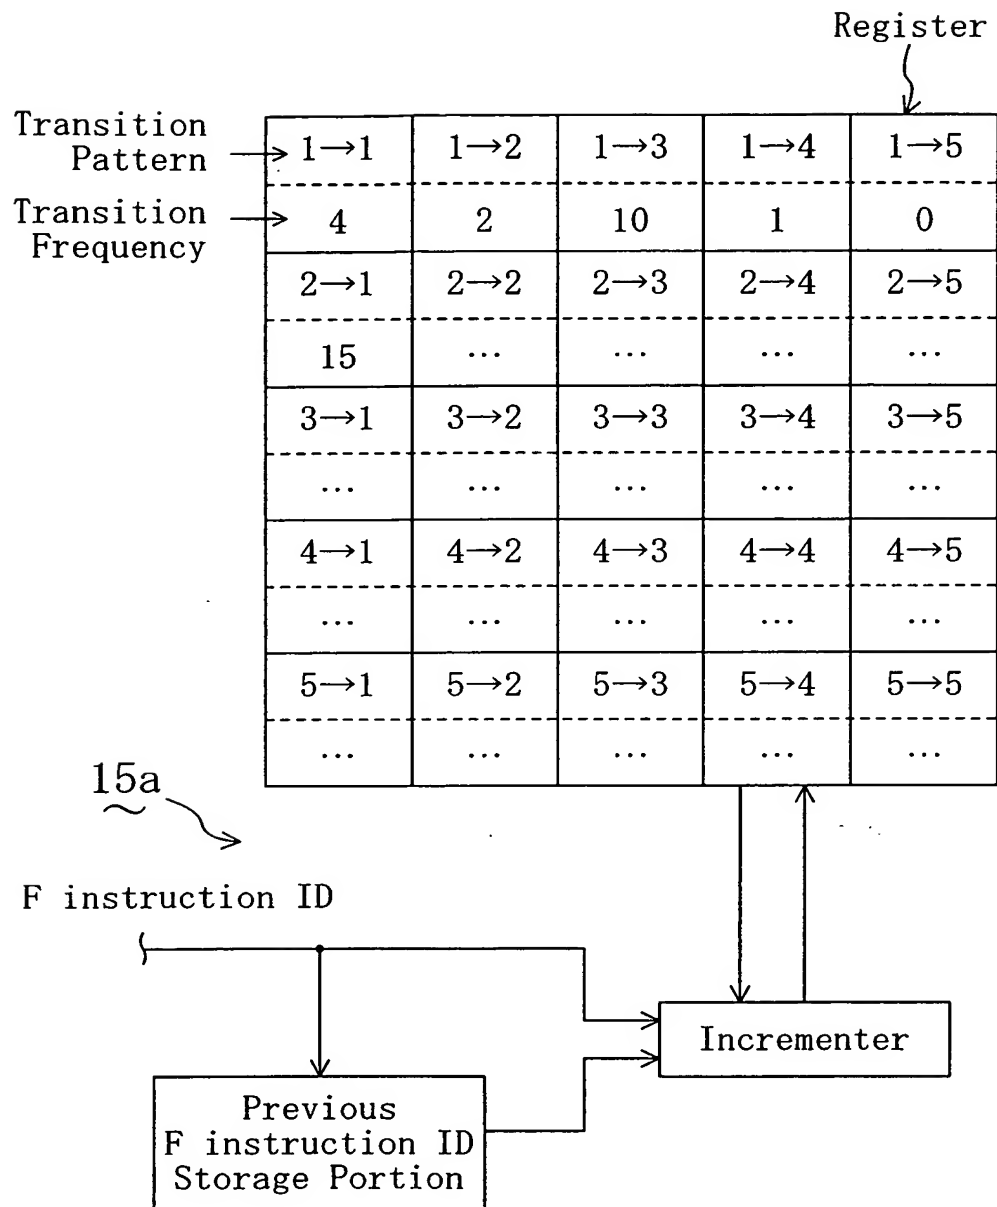 Register
Transition
Pattern
1→1 1→2 1→3 1→4 1→5
Transition
Frequency
4 2 10 1 0
2→1 2→2 2→3 2→4 2→5
15 ... ... ... ...
3→1 3→2 3→3 3→4 3→5
... ... ... ... ...
4→1 4→2 4→3 4→4 4→5
... ... ... ... ...
5→1 5→2 5→3 5→4 5→5
... ... ... ... ...
15a
F instruction ID
Incrementer
Previous
F instruction ID
Storage Portion